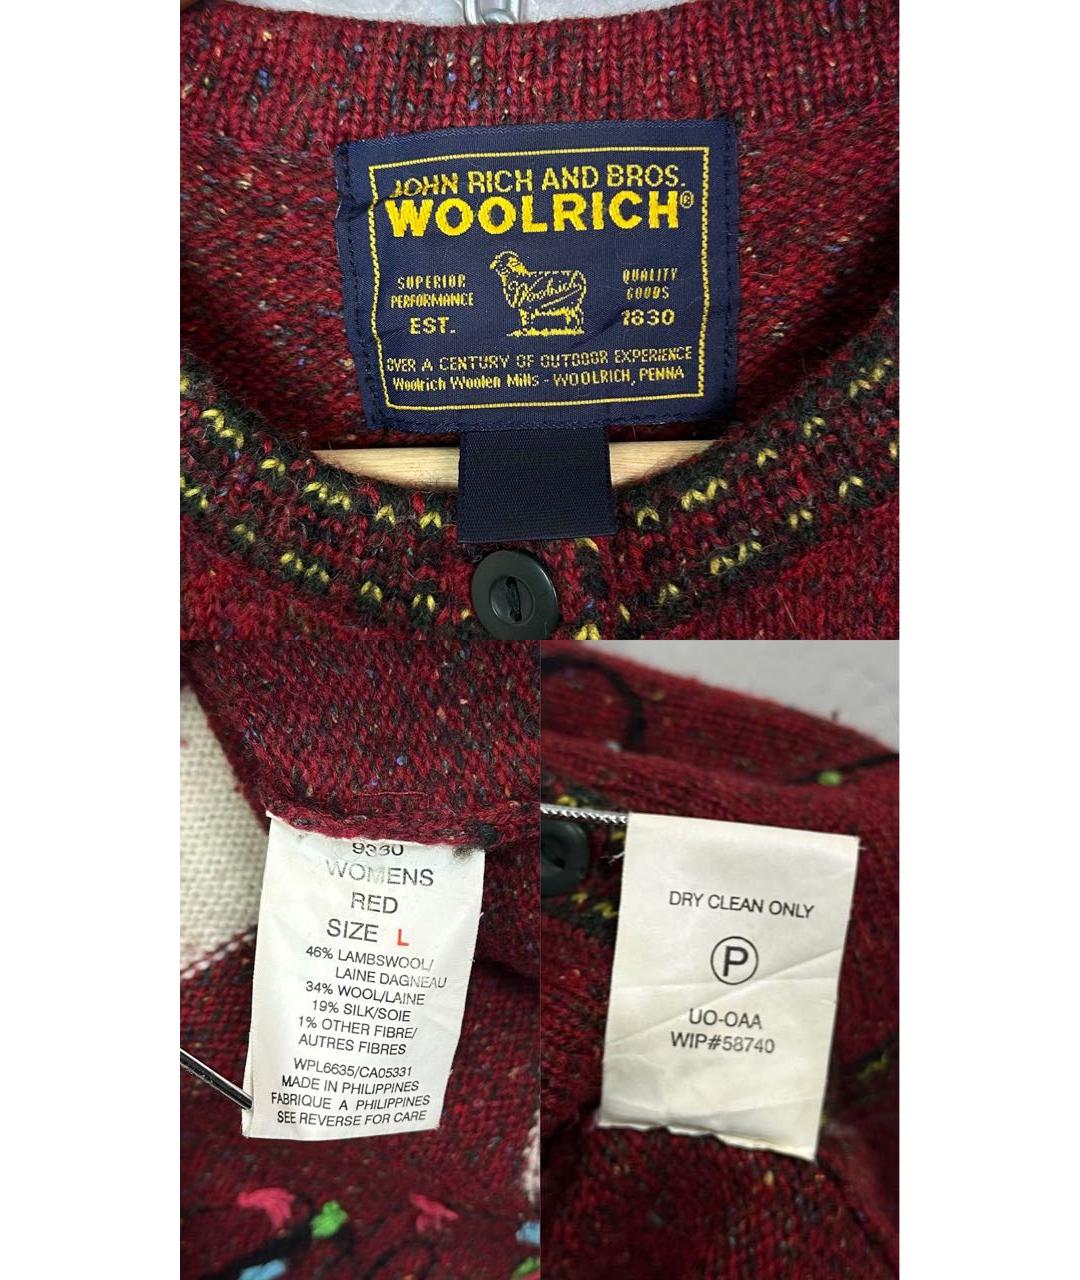 JOHN RICH AND BROS.
WOOLRICH®
SUPERIOR
PERFORMANCE
EST.
Woolrich
QUALITY
GOODS
1830
OVER A CENTURY OF OUTDOOR EXPERIENCE
Woolrich Woolen Mills - WOOLRICH, PENNA
9330
WOMENS
RED
SIZE L
46% LAMBSWOOL/
LAINE DAGNEAU
34% WOOL/LAINE
19% SILK/SOIE
1% OTHER FIBRE/
AUTRES FIBRES
WPL6635/CA05331
MADE IN PHILIPPINES
FABRIQUE A PHILIPPINES
SEE REVERSE FOR CARE
DRY CLEAN ONLY
P
UO-OAA
WIP#58740